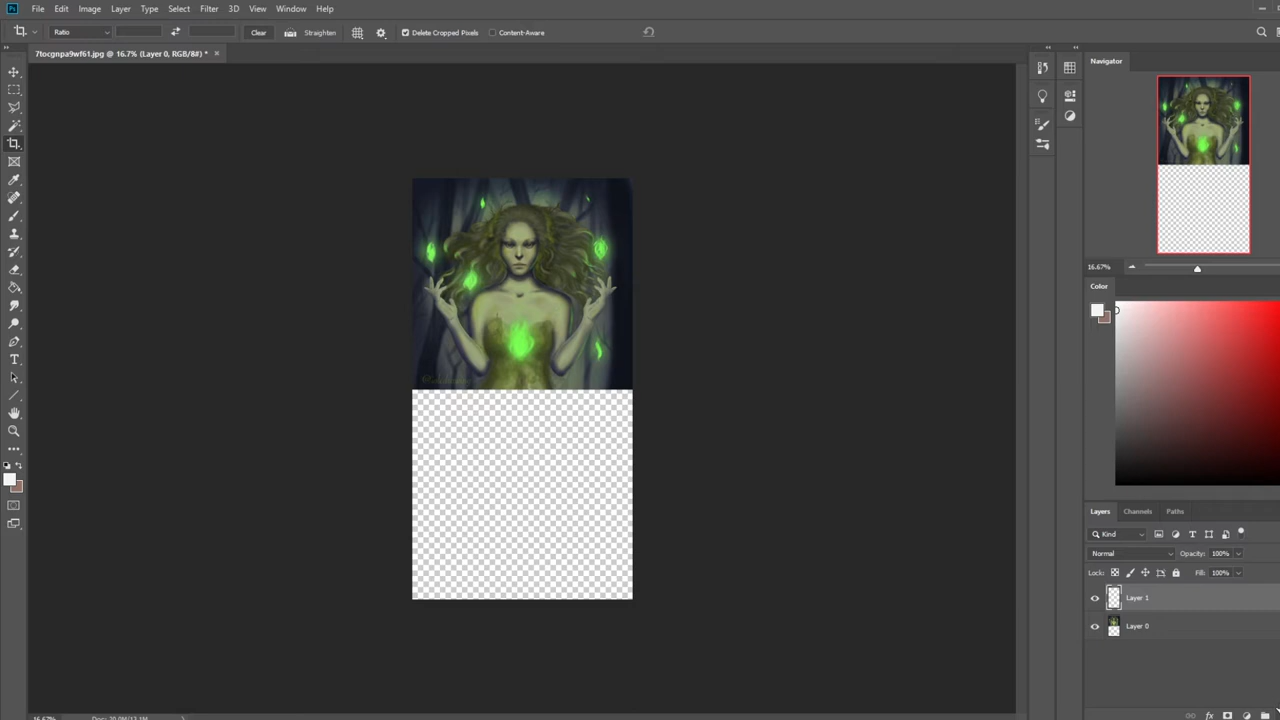 Ps File Edit Image Layer Type Select Filter 3D View Window Help
Ratio Clear Straighten Delete Cropped Pixels Content-Aware
7tocgnpa9wf61.jpg @ 16.7% (Layer 0, RGB/8#) *
Navigator
16.67%
Color
Layers Channels Paths
Kind
Normal Opacity: 100%
Lock: Fill: 100%
Layer 1
Layer 0
fx